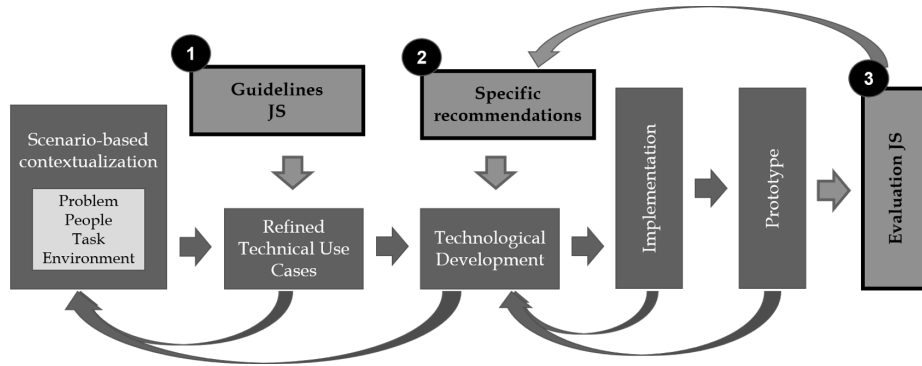 1
Guidelines
JS
2
Specific
recommendations
3
Evaluation JS
Scenario-based
contextualization
Problem
People
Task
Environment
Refined
Technical Use
Cases
Technological
Development
Implementation
Prototype